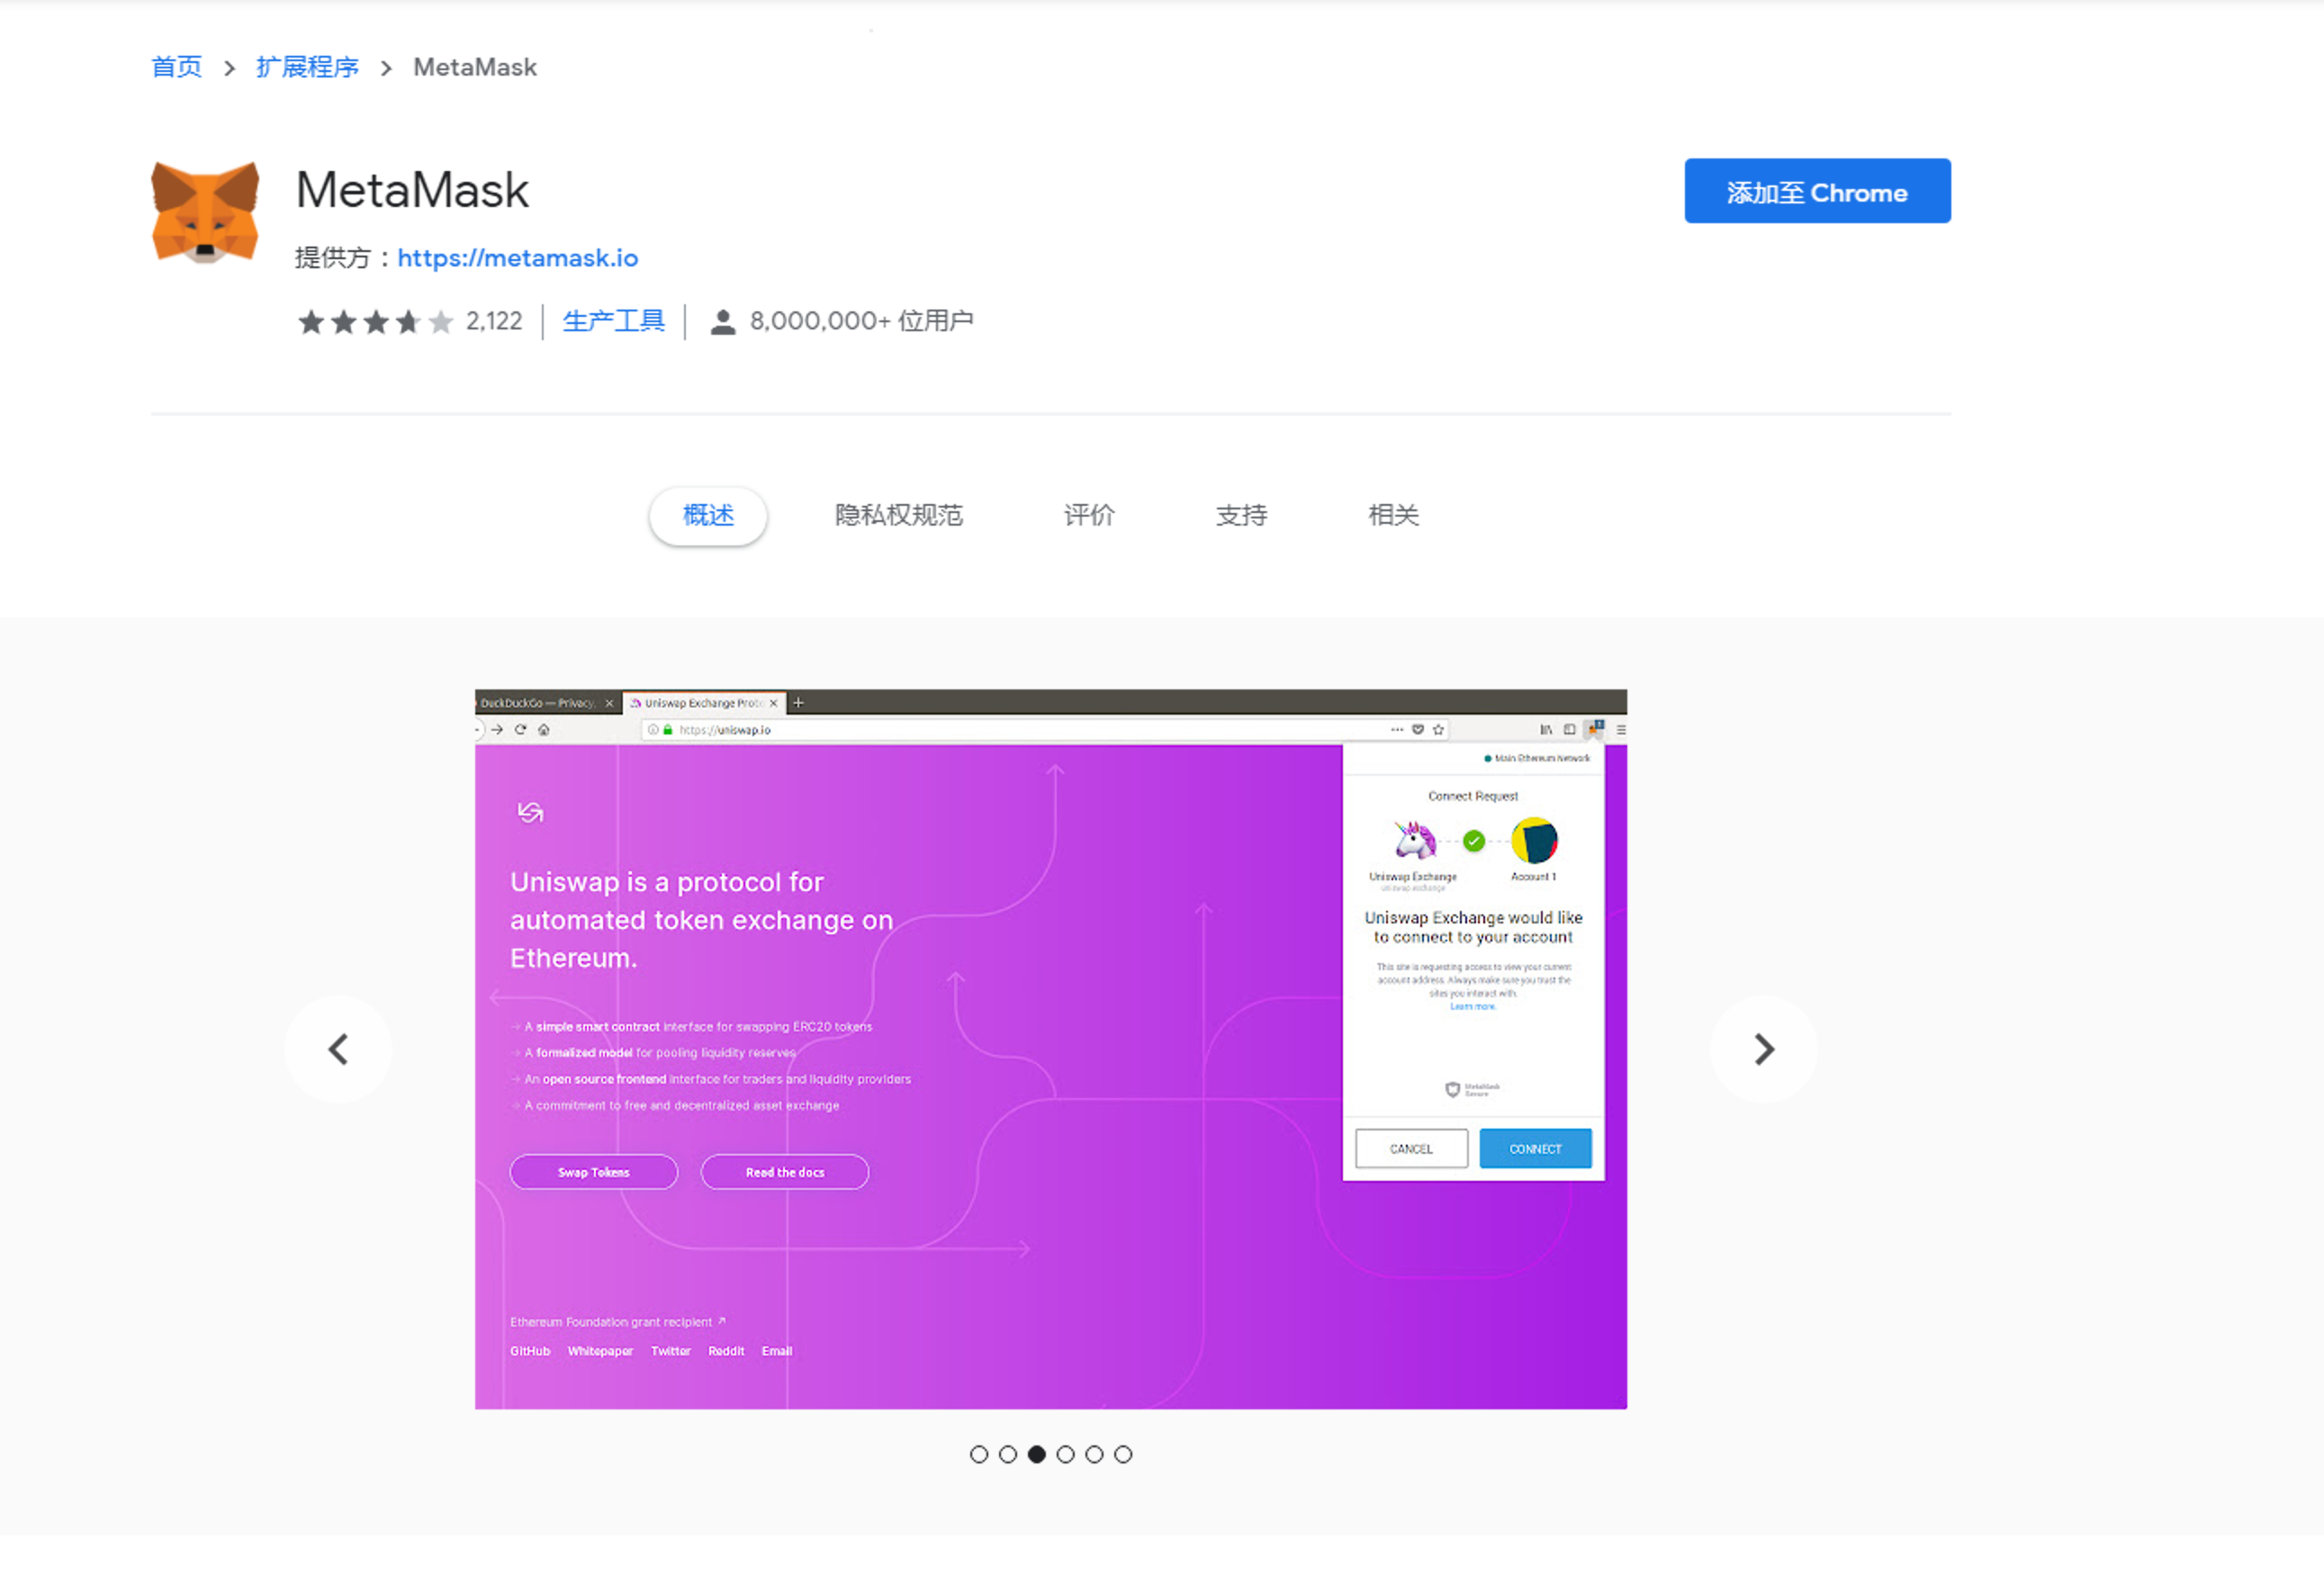 首页 > 扩展程序 > MetaMask
MetaMask
添加至 Chrome
提供方：https://metamask.io
2,122 生产工具 8,000,000+ 位用户
概述 隐私权规范 评价 支持 相关
DuckDuckGo — Privacy,
Uniswap Exchange Proto
https://uniswap.io
Uniswap is a protocol for
automated token exchange on
Ethereum.
→ A simple smart contract interface for swapping ERC20 tokens
→ A formalized model for pooling liquidity reserves
→ An open source frontend interface for traders and liquidity providers
→ A commitment to free and decentralized asset exchange
Swap Tokens Read the docs
Ethereum Foundation grant recipient ↗
GitHub Whitepaper Twitter Reddit Email
Main Ethereum Network
Connect Request
Uniswap Exchange Account 1
uniswap.exchange
Uniswap Exchange would like
to connect to your account
This site is requesting access to view your current
account address. Always make sure you trust the
sites you interact with.
Learn more.
MetaMask
Secure
CANCEL CONNECT